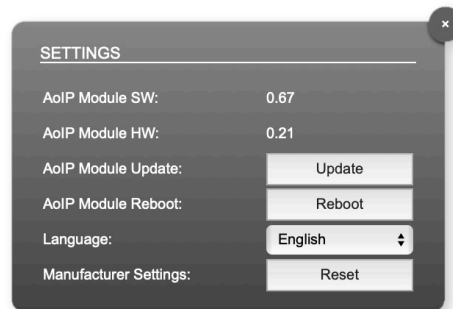 ×
SETTINGS
AoIP Module SW: 0.67
AoIP Module HW: 0.21
AoIP Module Update: Update
AoIP Module Reboot: Reboot
Language: English
Manufacturer Settings: Reset